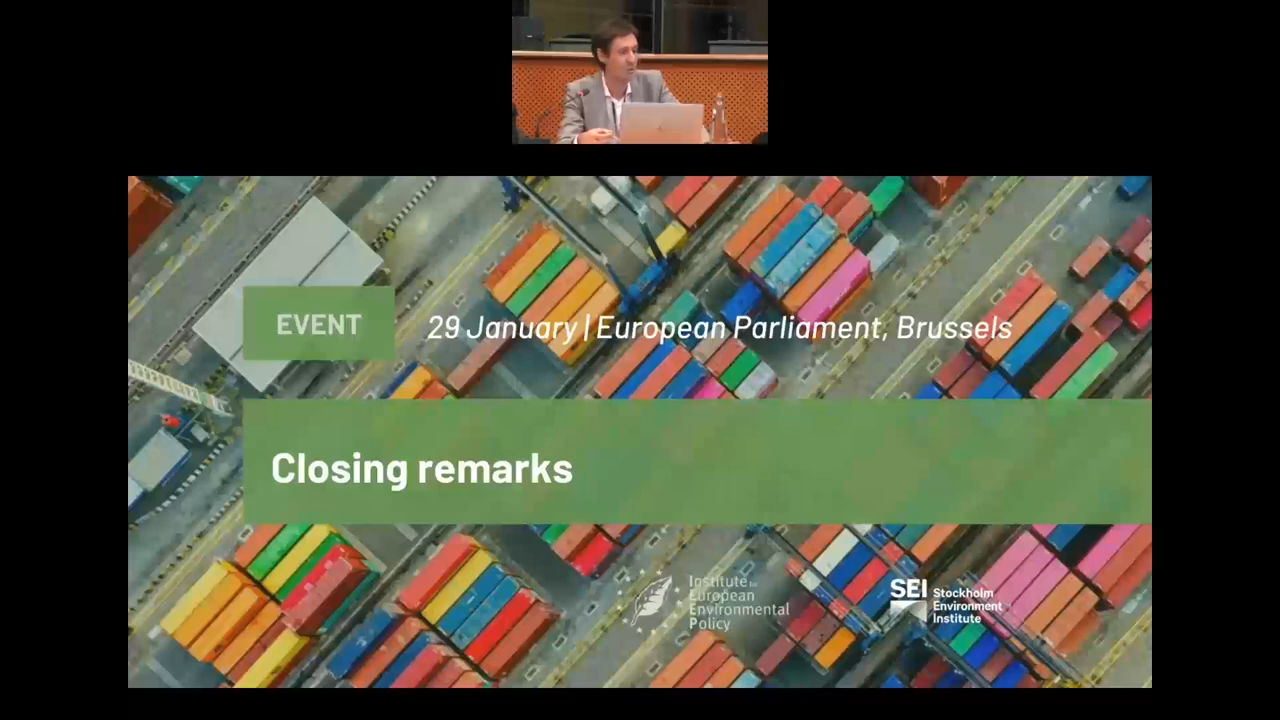 EVENT
29 January | European Parliament, Brussels
Closing remarks
Institute for
European
Environmental
Policy
SEI Stockholm
Environment
Institute